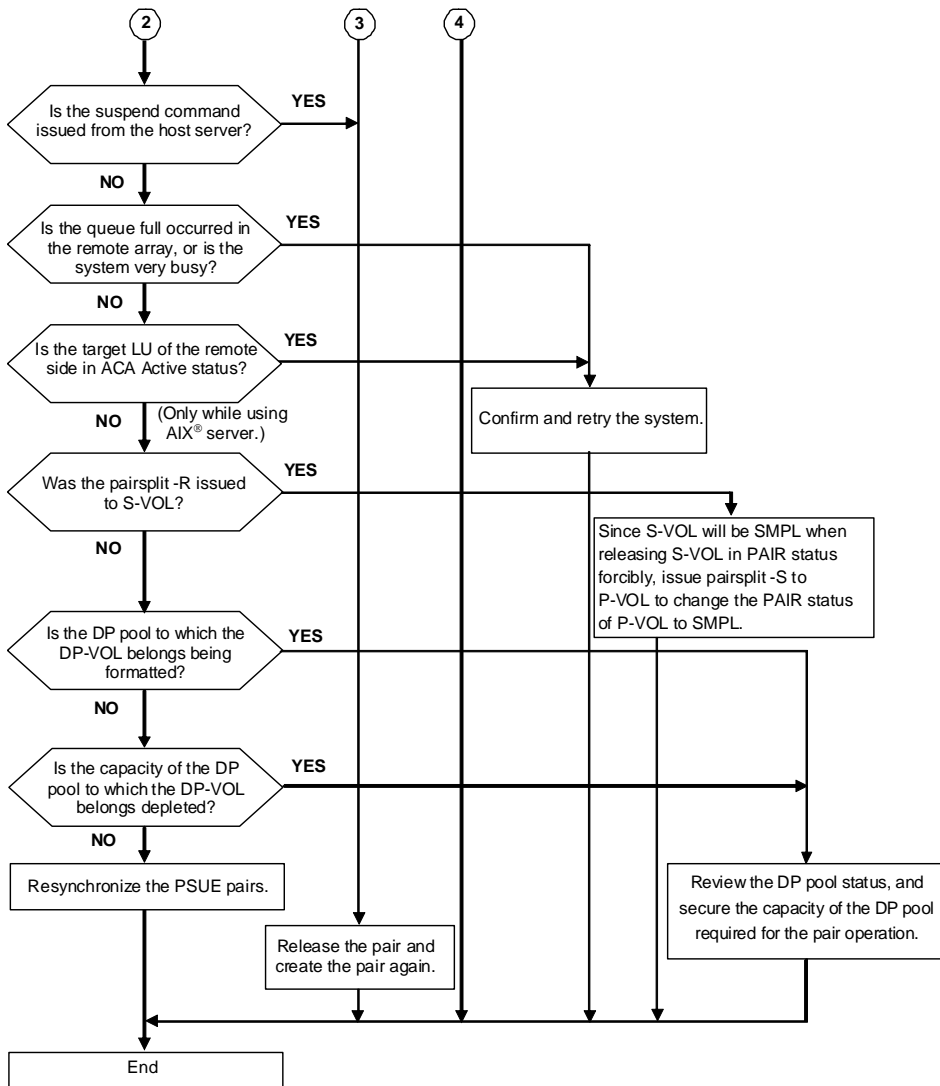 2
3
4
Is the suspend command
issued from the host server?
YES
NO
Is the queue full occurred in
the remote array, or is the
system very busy?
YES
NO
Is the target LU of the remote
side in ACA Active status?
YES
NO
(Only while using
AIX® server.)
Confirm and retry the system.
Was the pairsplit -R issued
to S-VOL?
YES
NO
Since S-VOL will be SMPL when
releasing S-VOL in PAIR status
forcibly, issue pairsplit -S to
P-VOL to change the PAIR status
of P-VOL to SMPL.
Is the DP pool to which the
DP-VOL belongs being
formatted?
YES
NO
Is the capacity of the DP
pool to which the DP-VOL
belongs depleted?
YES
NO
Resynchronize the PSUE pairs.
Review the DP pool status, and
secure the capacity of the DP pool
required for the pair operation.
Release the pair and
create the pair again.
End